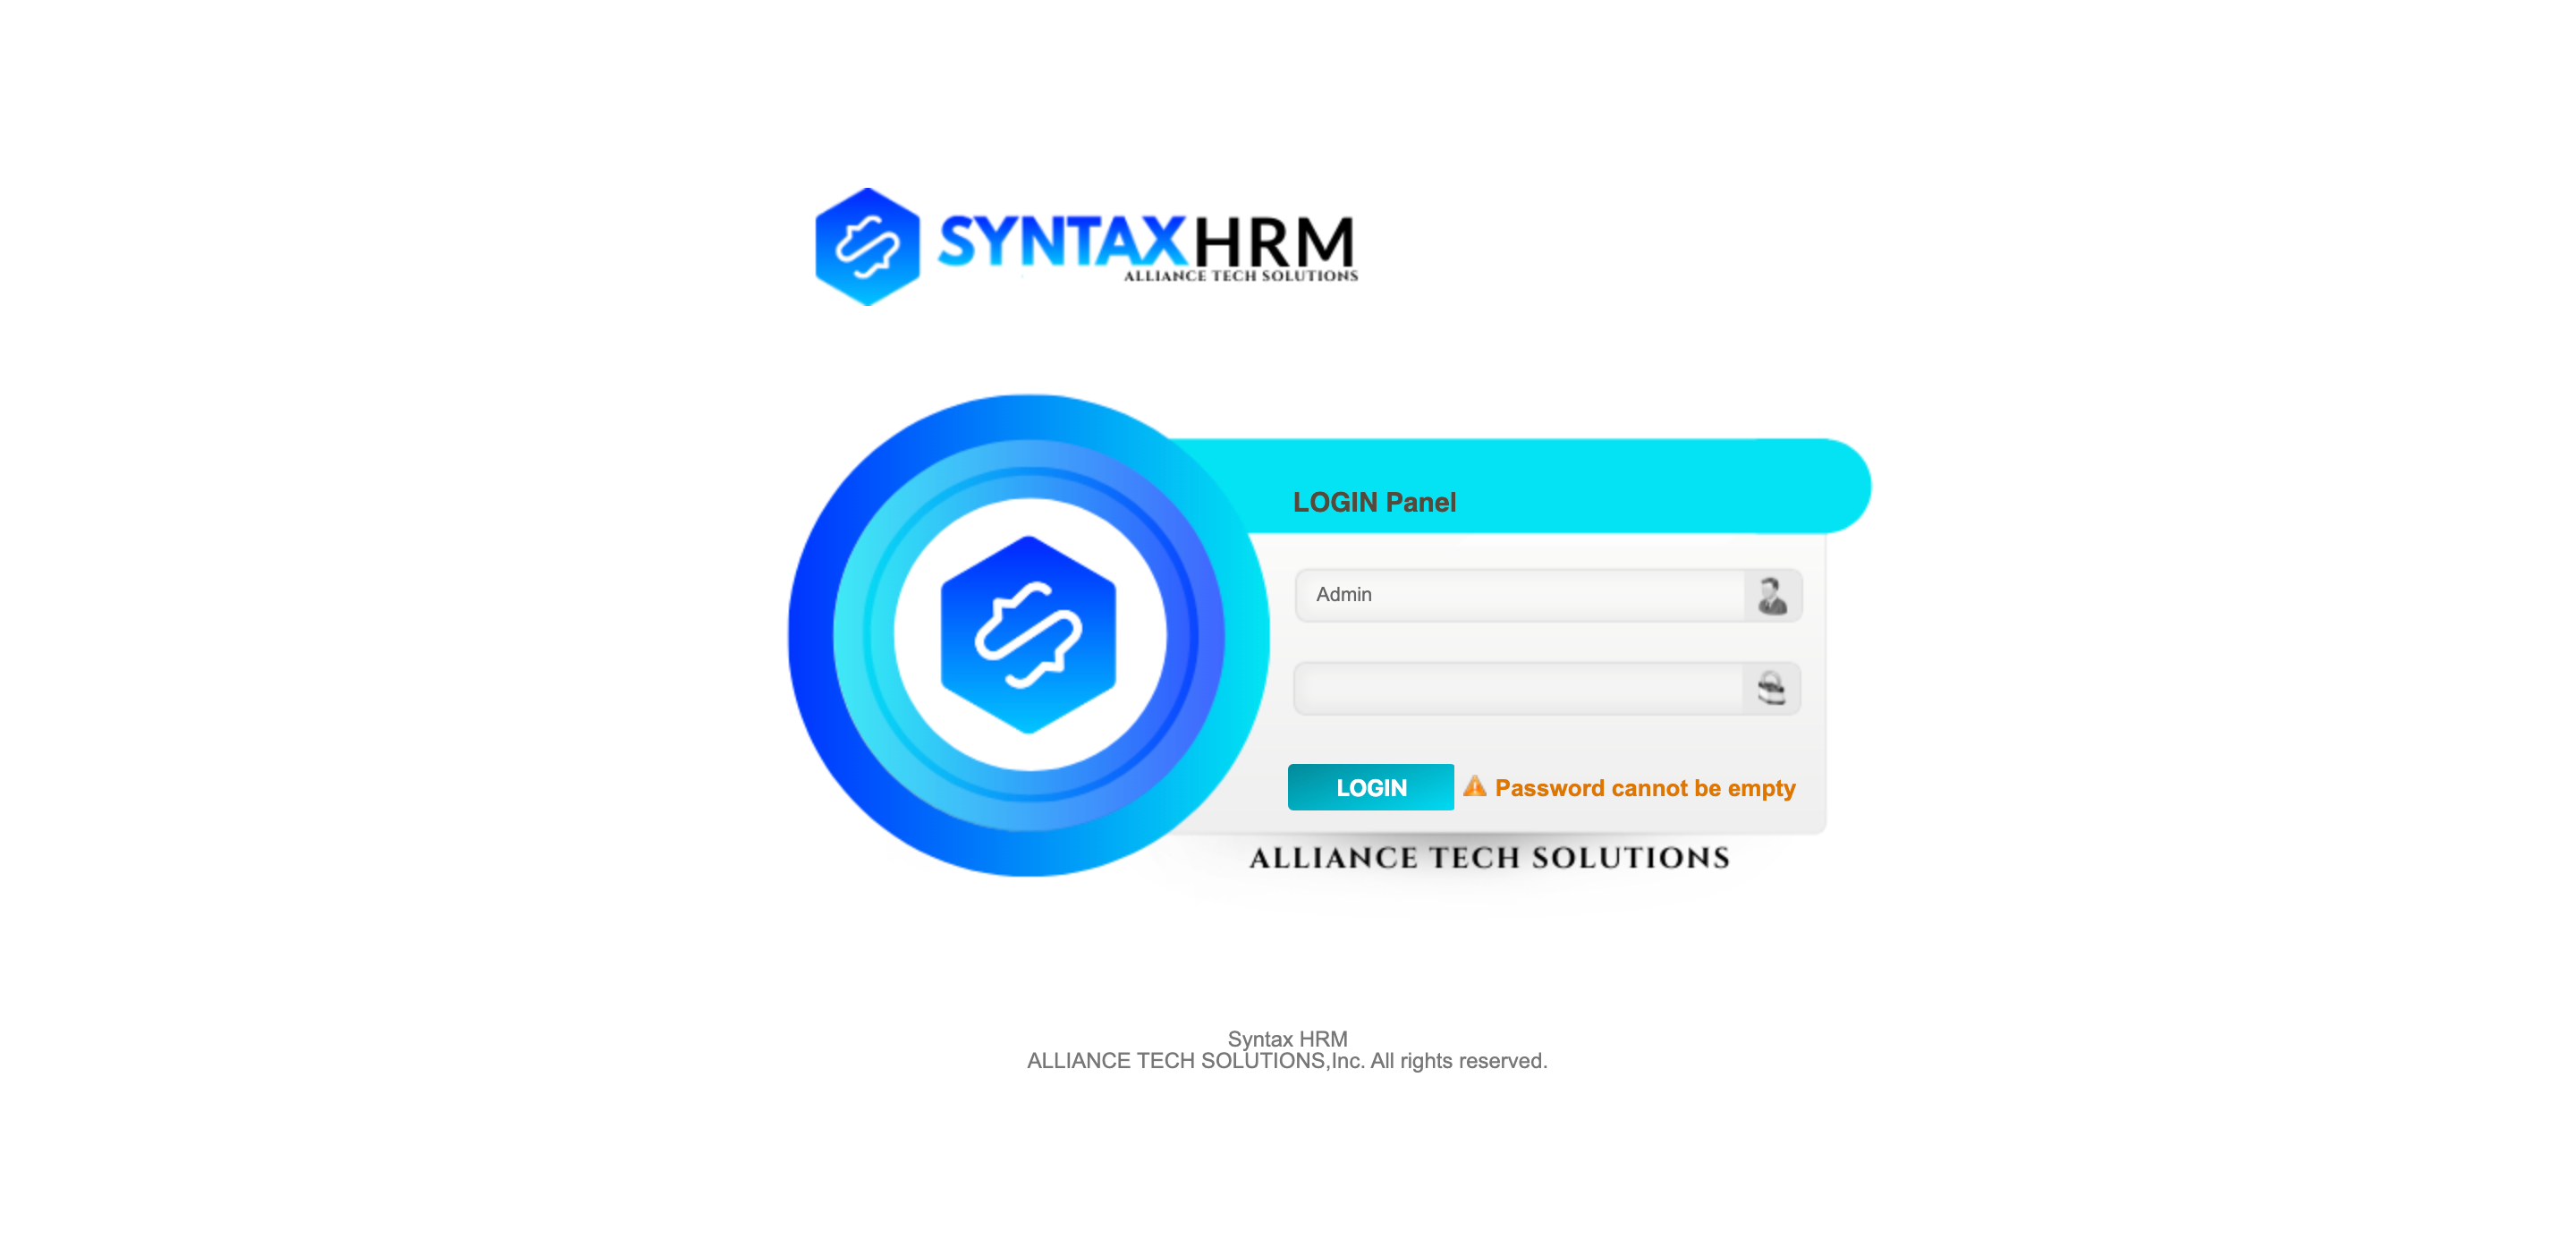 SYNTAXHRM
ALLIANCE TECH SOLUTIONS
LOGIN Panel
Admin
LOGIN Password cannot be empty
ALLIANCE TECH SOLUTIONS
Syntax HRM
ALLIANCE TECH SOLUTIONS,Inc. All rights reserved.